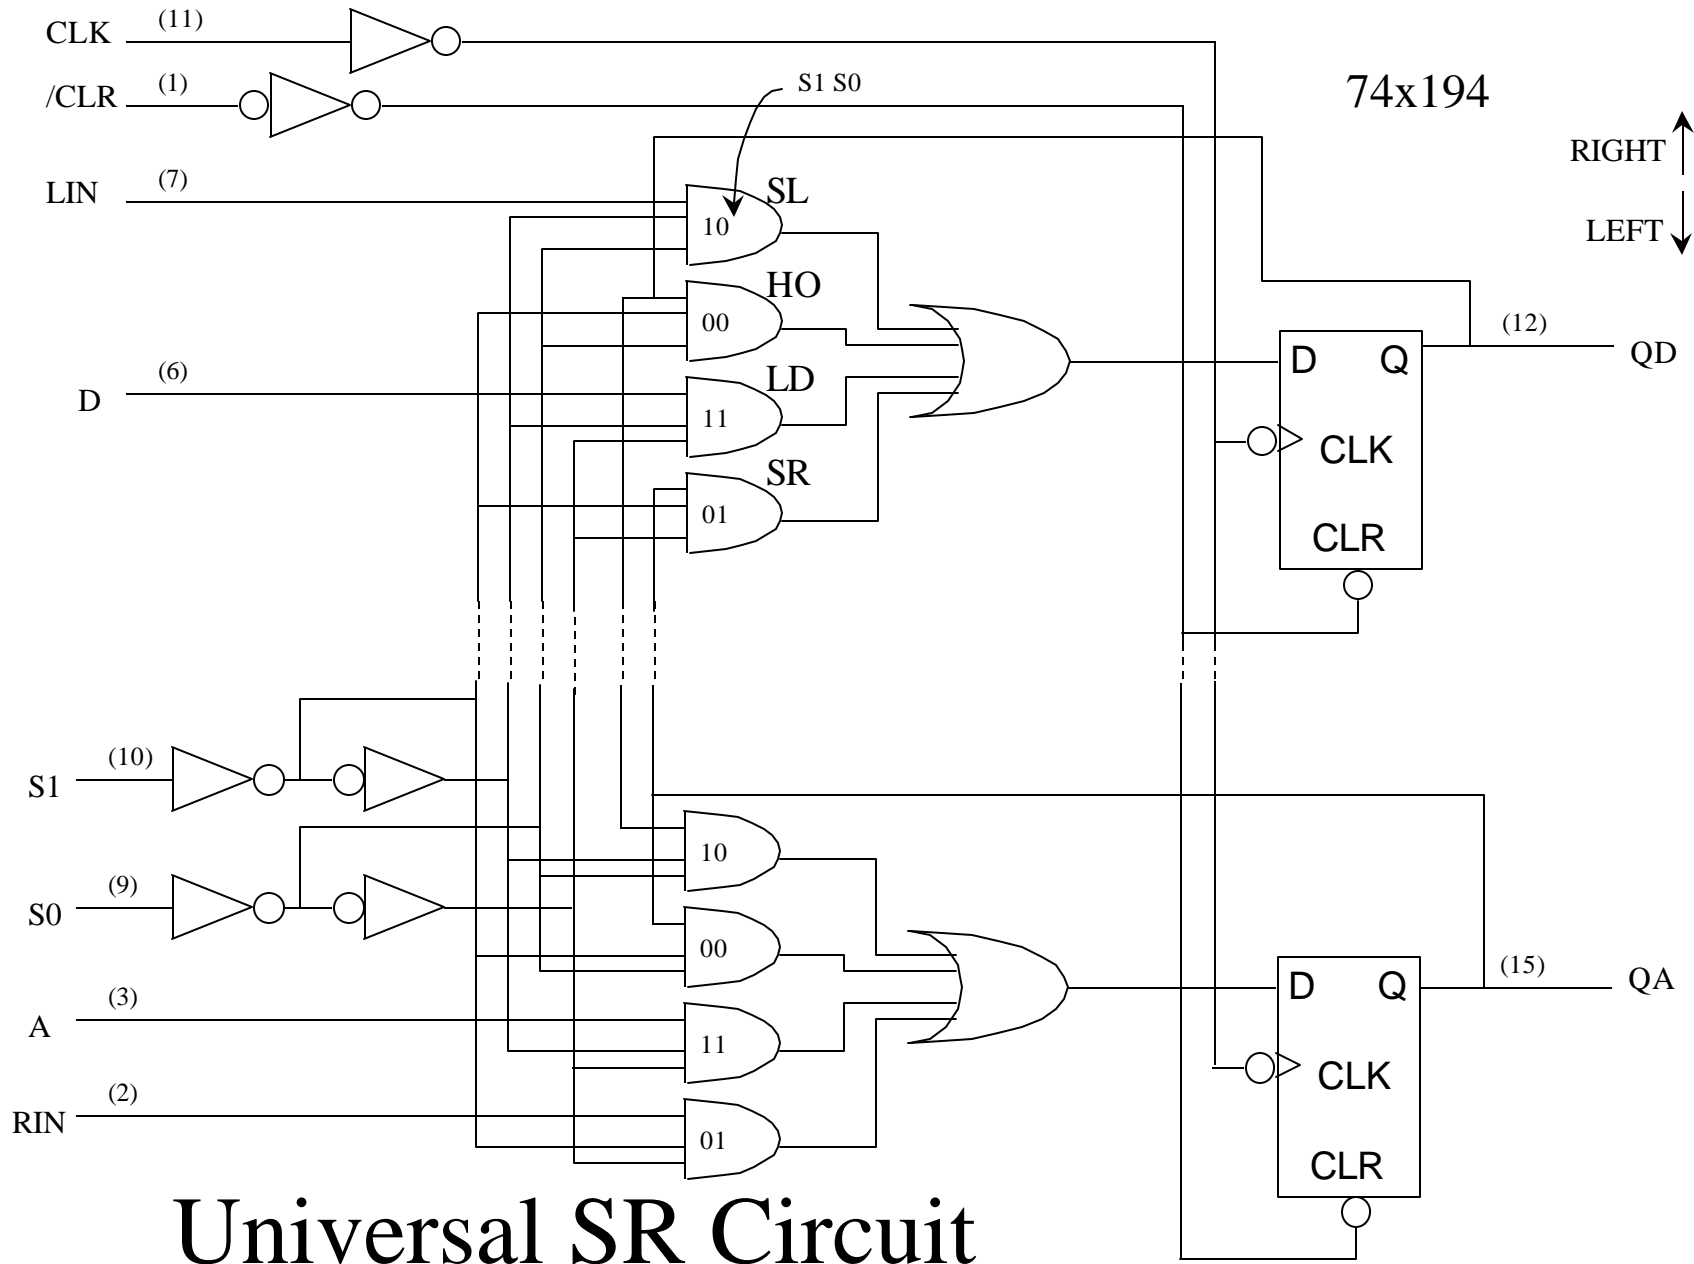 CLK (11)
/CLR (1) S1 S0 74x194
RIGHT
LIN (7) SL
10
LEFT
HO
00
(12)
D Q QD
D (6) LD
11
CLK
SR
01
CLR
S1 (10)
10
S0 (9)
00
(15)
D Q QA
A (3)
11
CLK
RIN (2)
01
CLR
Universal SR Circuit